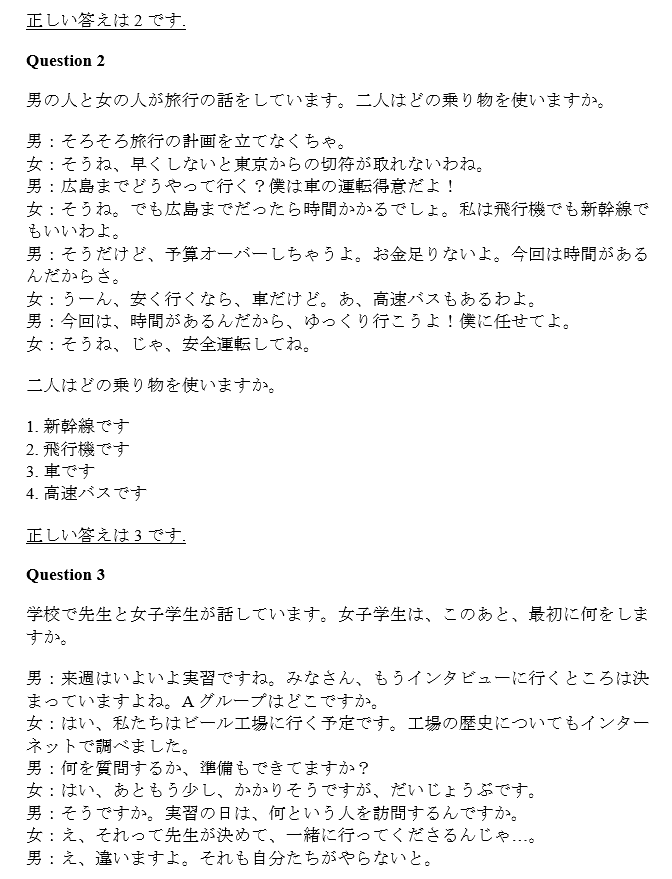 正しい答えは 2 です.
Question 2
男の人と女の人が旅行の話をしています。二人はどの乗り物を使いますか。
男：そろそろ旅行の計画を立てなくちゃ。
女：そうね、早くしないと東京からの切符が取れないわね。
男：広島までどうやって行く？僕は車の運転得意だよ！
女：そうね。でも広島までだったら時間かかるでしょ。私は飛行機でも新幹線で
もいいわよ。
男：そうだけど、予算オーバーしちゃうよ。お金足りないよ。今回は時間がある
んだからさ。
女：うーん、安く行くなら、車だけど。あ、高速バスもあるわよ。
男：今回は、時間があるんだから、ゆっくり行こうよ！僕に任せてよ。
女：そうね、じゃ、安全運転してね。
二人はどの乗り物を使いますか。
1. 新幹線です
2. 飛行機です
3. 車です
4. 高速バスです
正しい答えは 3 です.
Question 3
学校で先生と女子学生が話しています。女子学生は、このあと、最初に何をしま
すか。
男：来週はいよいよ実習ですね。みなさん、もうインタビューに行くところは決
まっていますよね。A グループはどこですか。
女：はい、私たちはビール工場に行く予定です。工場の歴史についてもインター
ネットで調べました。
男：何を質問するか、準備もできてますか？
女：はい、あともう少し、かかりそうですが、だいじょうぶです。
男：そうですか。実習の日は、何という人を訪問するんですか。
女：え、それって先生が決めて、一緒に行ってくださるんじゃ…。
男：え、違いますよ。それも自分たちがやらないと。